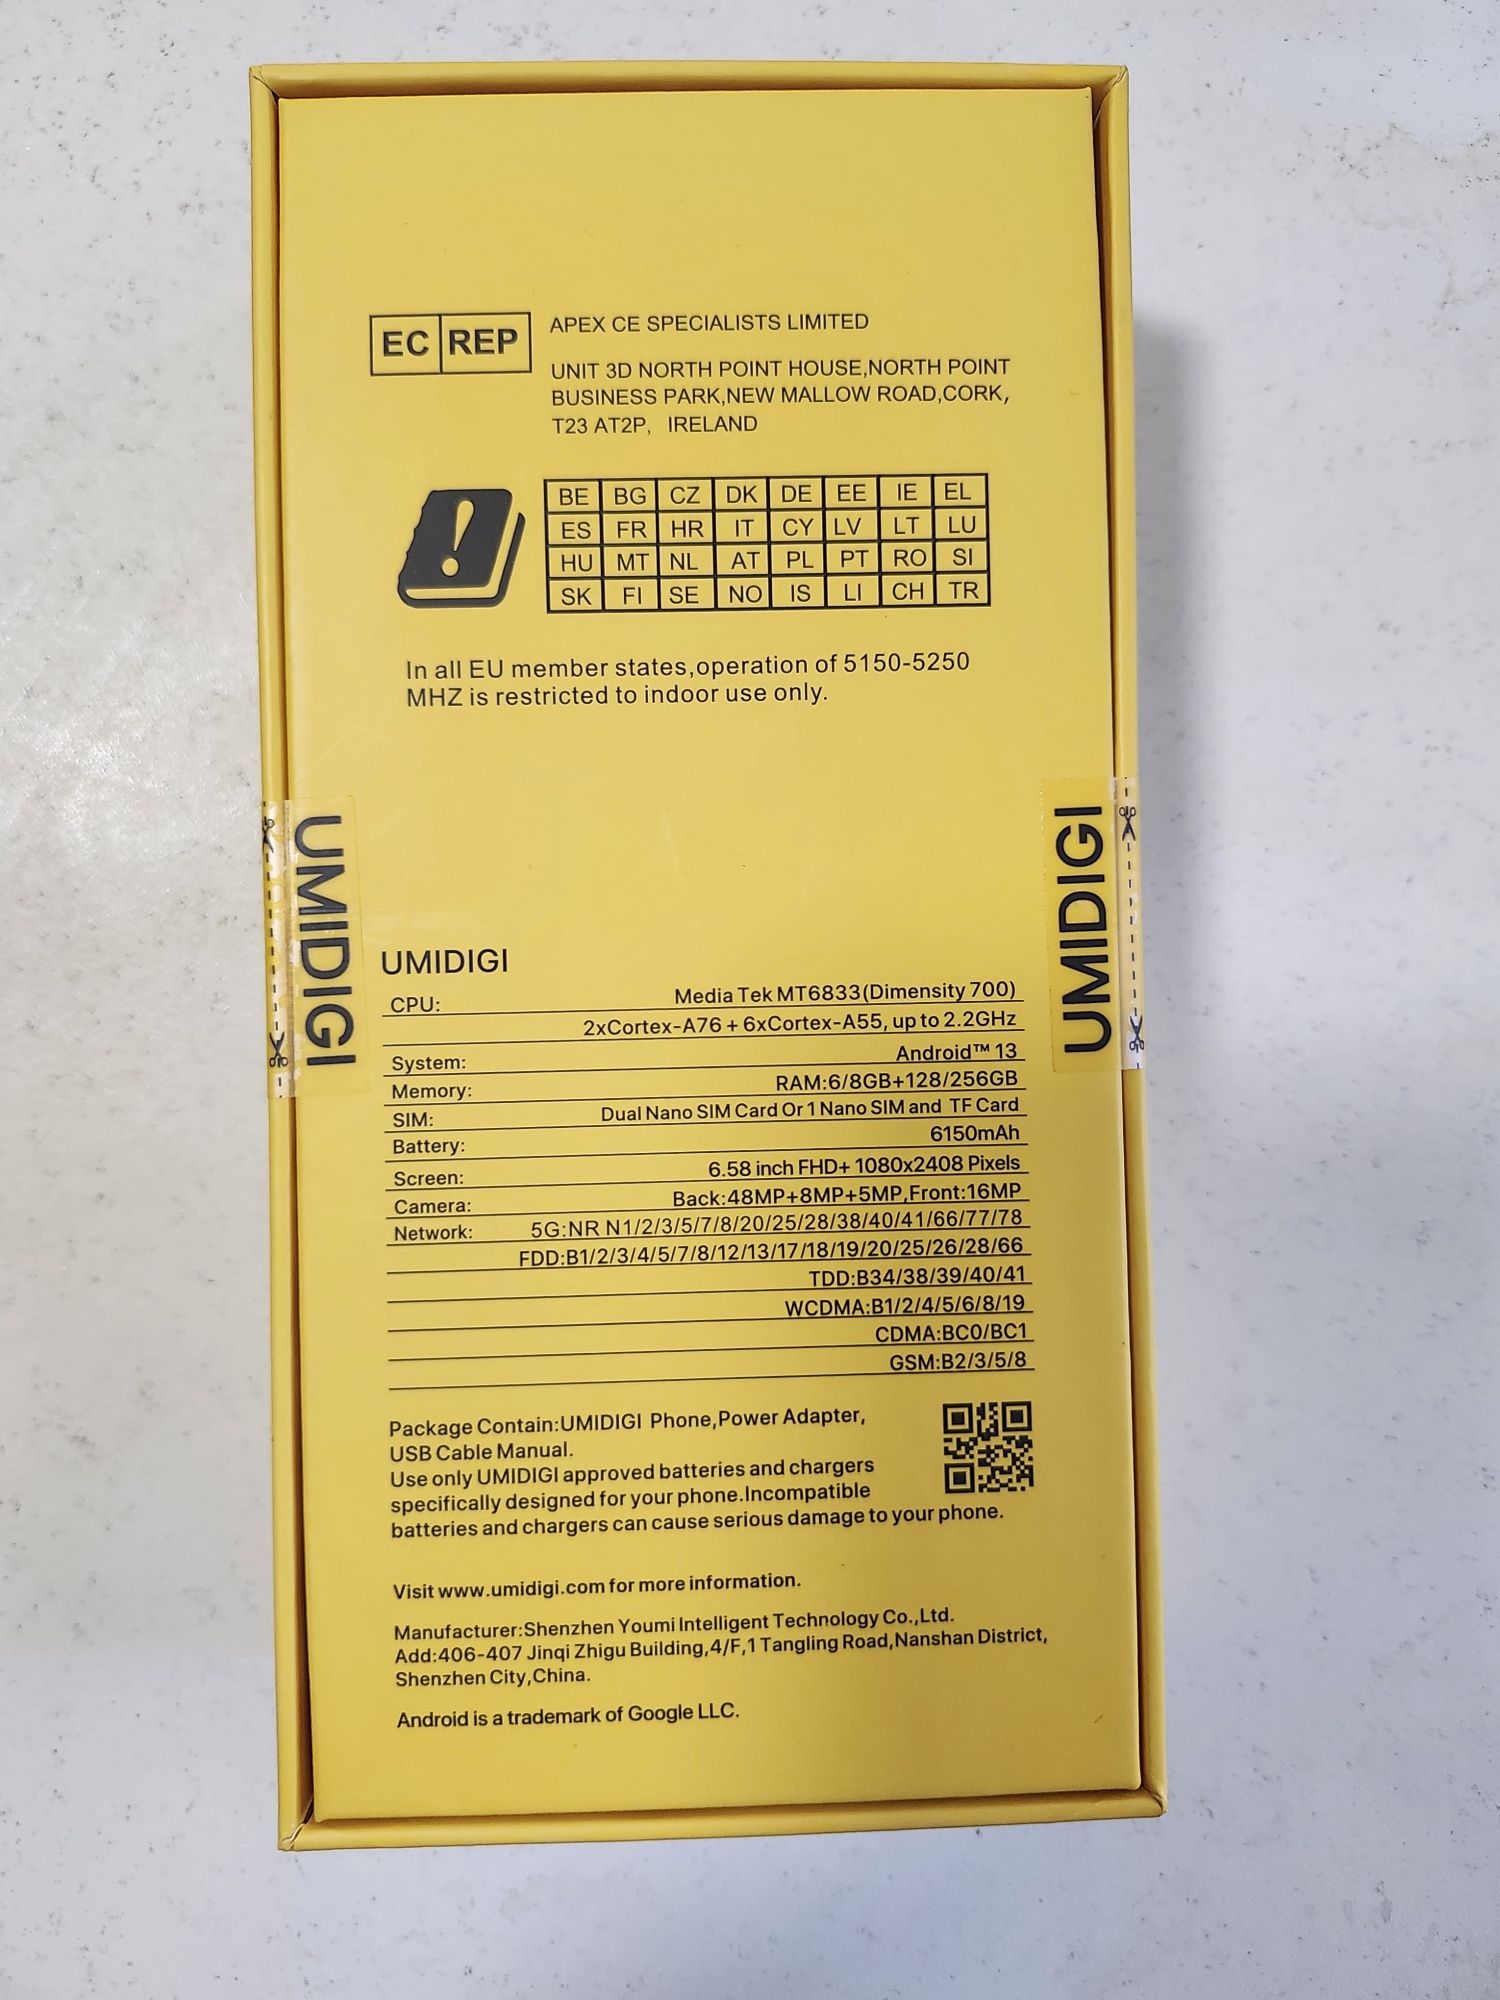 EC REP
APEX CE SPECIALISTS LIMITED
UNIT 3D NORTH POINT HOUSE,NORTH POINT
BUSINESS PARK,NEW MALLOW ROAD,CORK,
T23 AT2P, IRELAND
BE BG CZ DK DE EE IE EL
ES FR HR IT CY LV LT LU
HU MT NL AT PL PT RO SI
SK FI SE NO IS LI CH TR
In all EU member states,operation of 5150-5250
MHZ is restricted to indoor use only.
UMIDIGI
UMIDIGI
UMIDIGI
CPU: Media Tek MT6833(Dimensity 700)
2xCortex-A76 + 6xCortex-A55, up to 2.2GHz
System: Android™ 13
Memory: RAM:6/8GB+128/256GB
SIM: Dual Nano SIM Card Or 1 Nano SIM and TF Card
Battery: 6150mAh
Screen: 6.58 inch FHD+ 1080x2408 Pixels
Camera: Back:48MP+8MP+5MP,Front:16MP
Network: 5G:NR N1/2/3/5/7/8/20/25/28/38/40/41/66/77/78
FDD:B1/2/3/4/5/7/8/12/13/17/18/19/20/25/26/28/66
TDD:B34/38/39/40/41
WCDMA:B1/2/4/5/6/8/19
CDMA:BC0/BC1
GSM:B2/3/5/8
Package Contain:UMIDIGI Phone,Power Adapter,
USB Cable Manual.
Use only UMIDIGI approved batteries and chargers
specifically designed for your phone.Incompatible
batteries and chargers can cause serious damage to your phone.
Visit www.umidigi.com for more information.
Manufacturer:Shenzhen Youmi Intelligent Technology Co.,Ltd.
Add:406-407 Jinqi Zhigu Building,4/F,1 Tangling Road,Nanshan District,
Shenzhen City,China.
Android is a trademark of Google LLC.